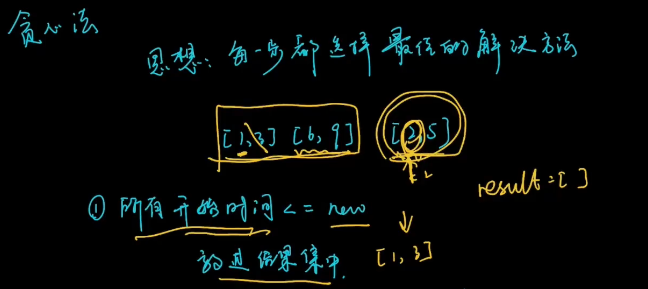 贪心法
思想：每一步都选择最佳的解决方法
[1,3] [6,9] [2,5]
result=[ ]
① 所有开始时间 <= new
放进结果集中.
[1,3]